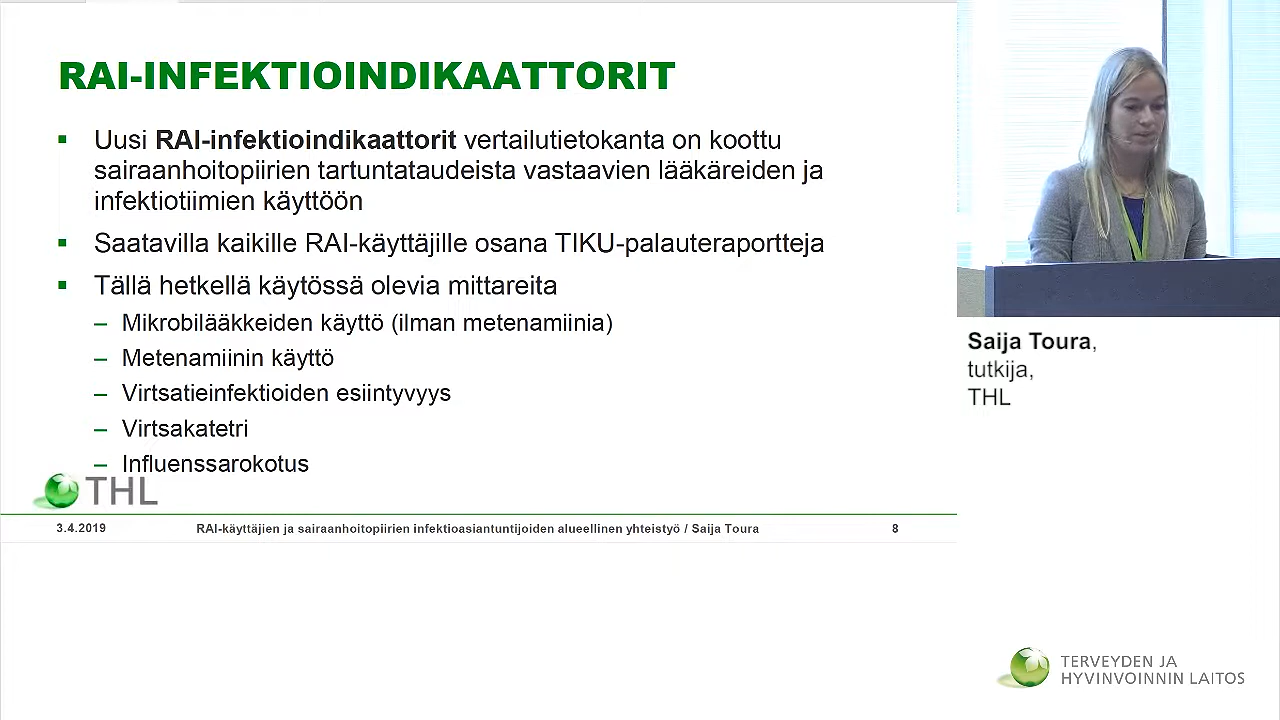 RAI-INFEKTIOINDIKAATTORIT
Uusi RAI-infektioindikaattorit vertailutietokanta on koottu
sairaanhoitopiirien tartuntataudeista vastaavien lääkäreiden ja
infektiotiimien käyttöön
Saatavilla kaikille RAI-käyttäjille osana TIKU-palauteraportteja
Tällä hetkellä käytössä olevia mittareita
– Mikrobilääkkeiden käyttö (ilman metenamiinia)
– Metenamiinin käyttö
– Virtsatieinfektioiden esiintyvyys
– Virtsakatetri
– Influenssarokotus
THL
3.4.2019 RAI-käyttäjien ja sairaanhoitopiirien infektioasiantuntijoiden alueellinen yhteistyö / Saija Toura 8
Saija Toura,
tutkija,
THL
TERVEYDEN JA
HYVINVOINNIN LAITOS